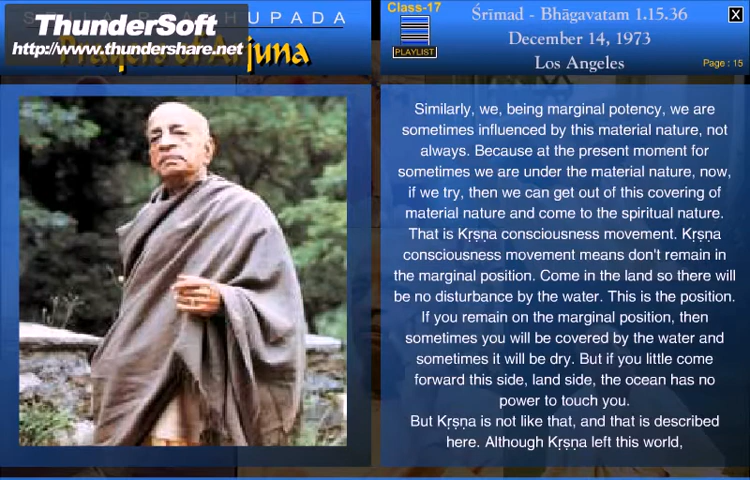 ThunderSoft
http://www.thundershare.net
HUPADA
Prayers of Arjuna
Class-17
PLAYLIST
Śrīmad - Bhāgavatam 1.15.36
December 14, 1973
Los Angeles
X
Page : 15
Similarly, we, being marginal potency, we are
sometimes influenced by this material nature, not
always. Because at the present moment for
sometimes we are under the material nature, now,
if we try, then we can get out of this covering of
material nature and come to the spiritual nature.
That is Kṛṣṇa consciousness movement. Kṛṣṇa
consciousness movement means don't remain in
the marginal position. Come in the land so there will
be no disturbance by the water. This is the position.
If you remain on the marginal position, then
sometimes you will be covered by the water and
sometimes it will be dry. But if you little come
forward this side, land side, the ocean has no
power to touch you.
But Kṛṣṇa is not like that, and that is described
here. Although Kṛṣṇa left this world,